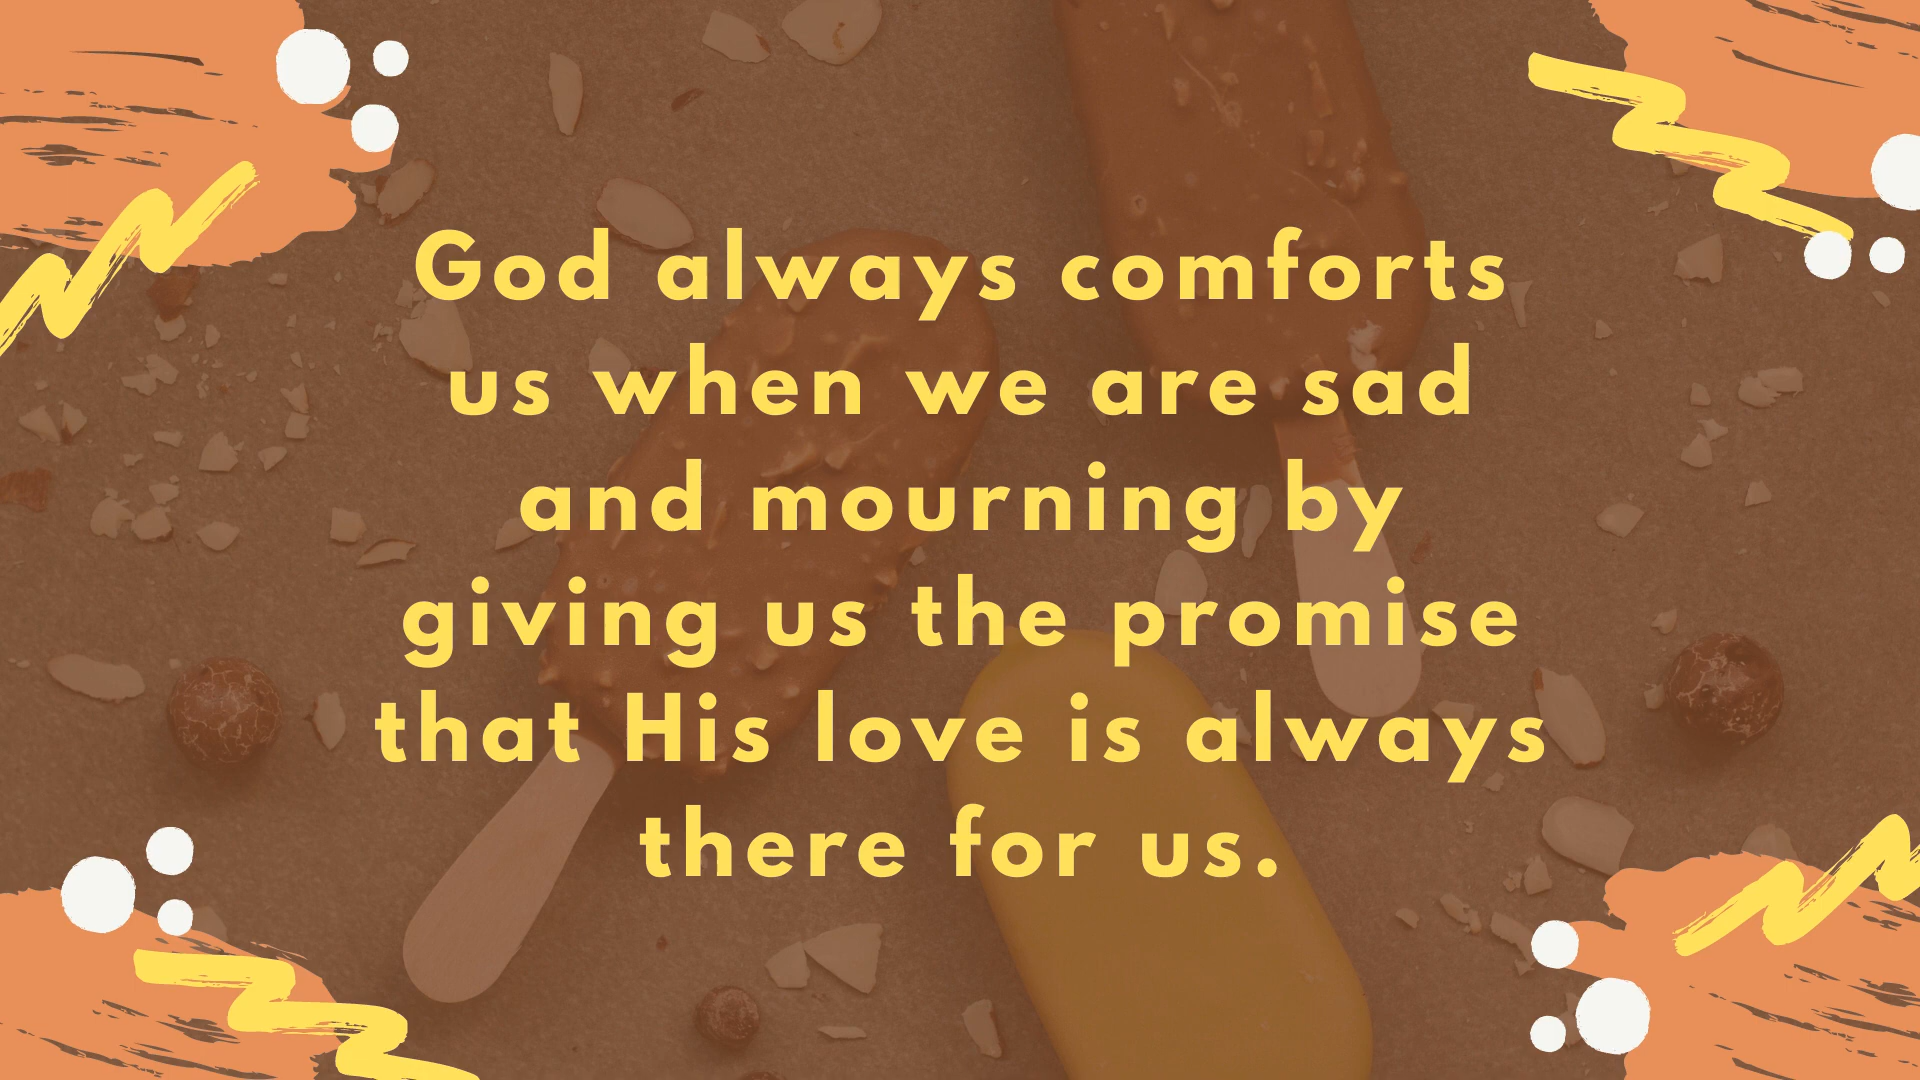 God always comforts
us when we are sad
and mourning by
giving us the promise
that His love is always
there for us.